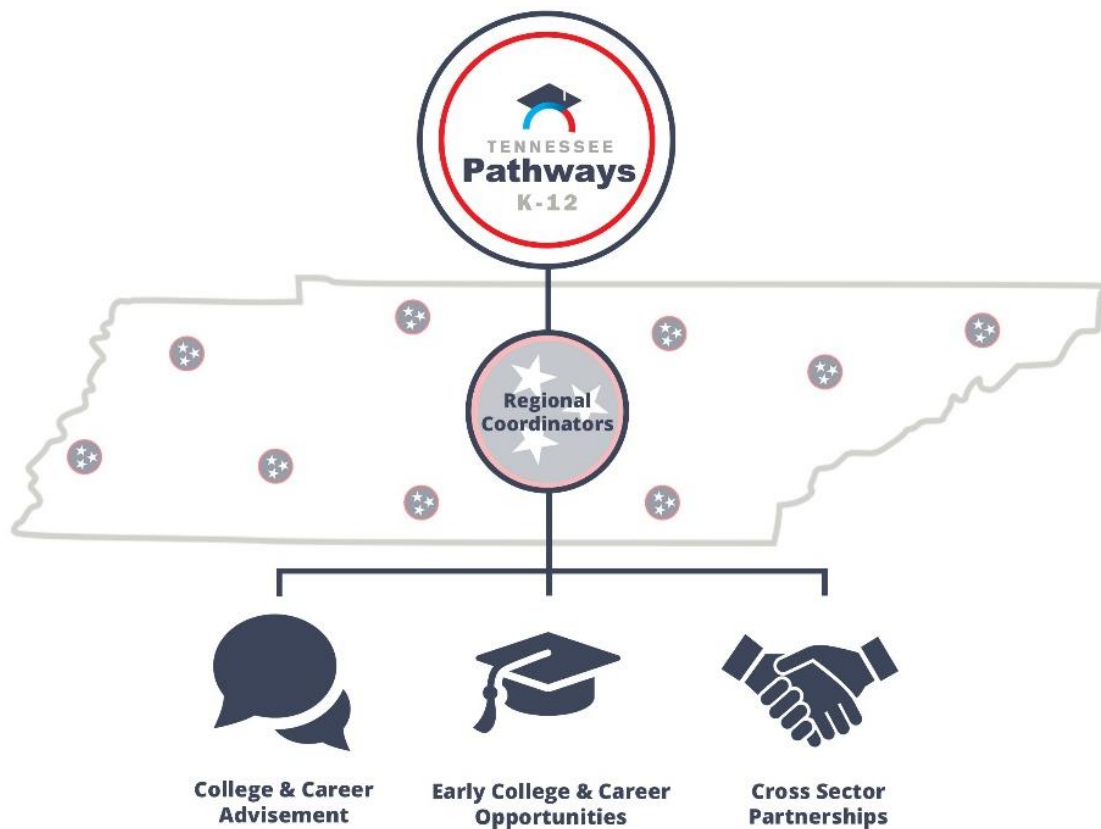 TENNESSEE
Pathways
K-12
Regional
Coordinators
College & Career
Advisement
Early College & Career
Opportunities
Cross Sector
Partnerships